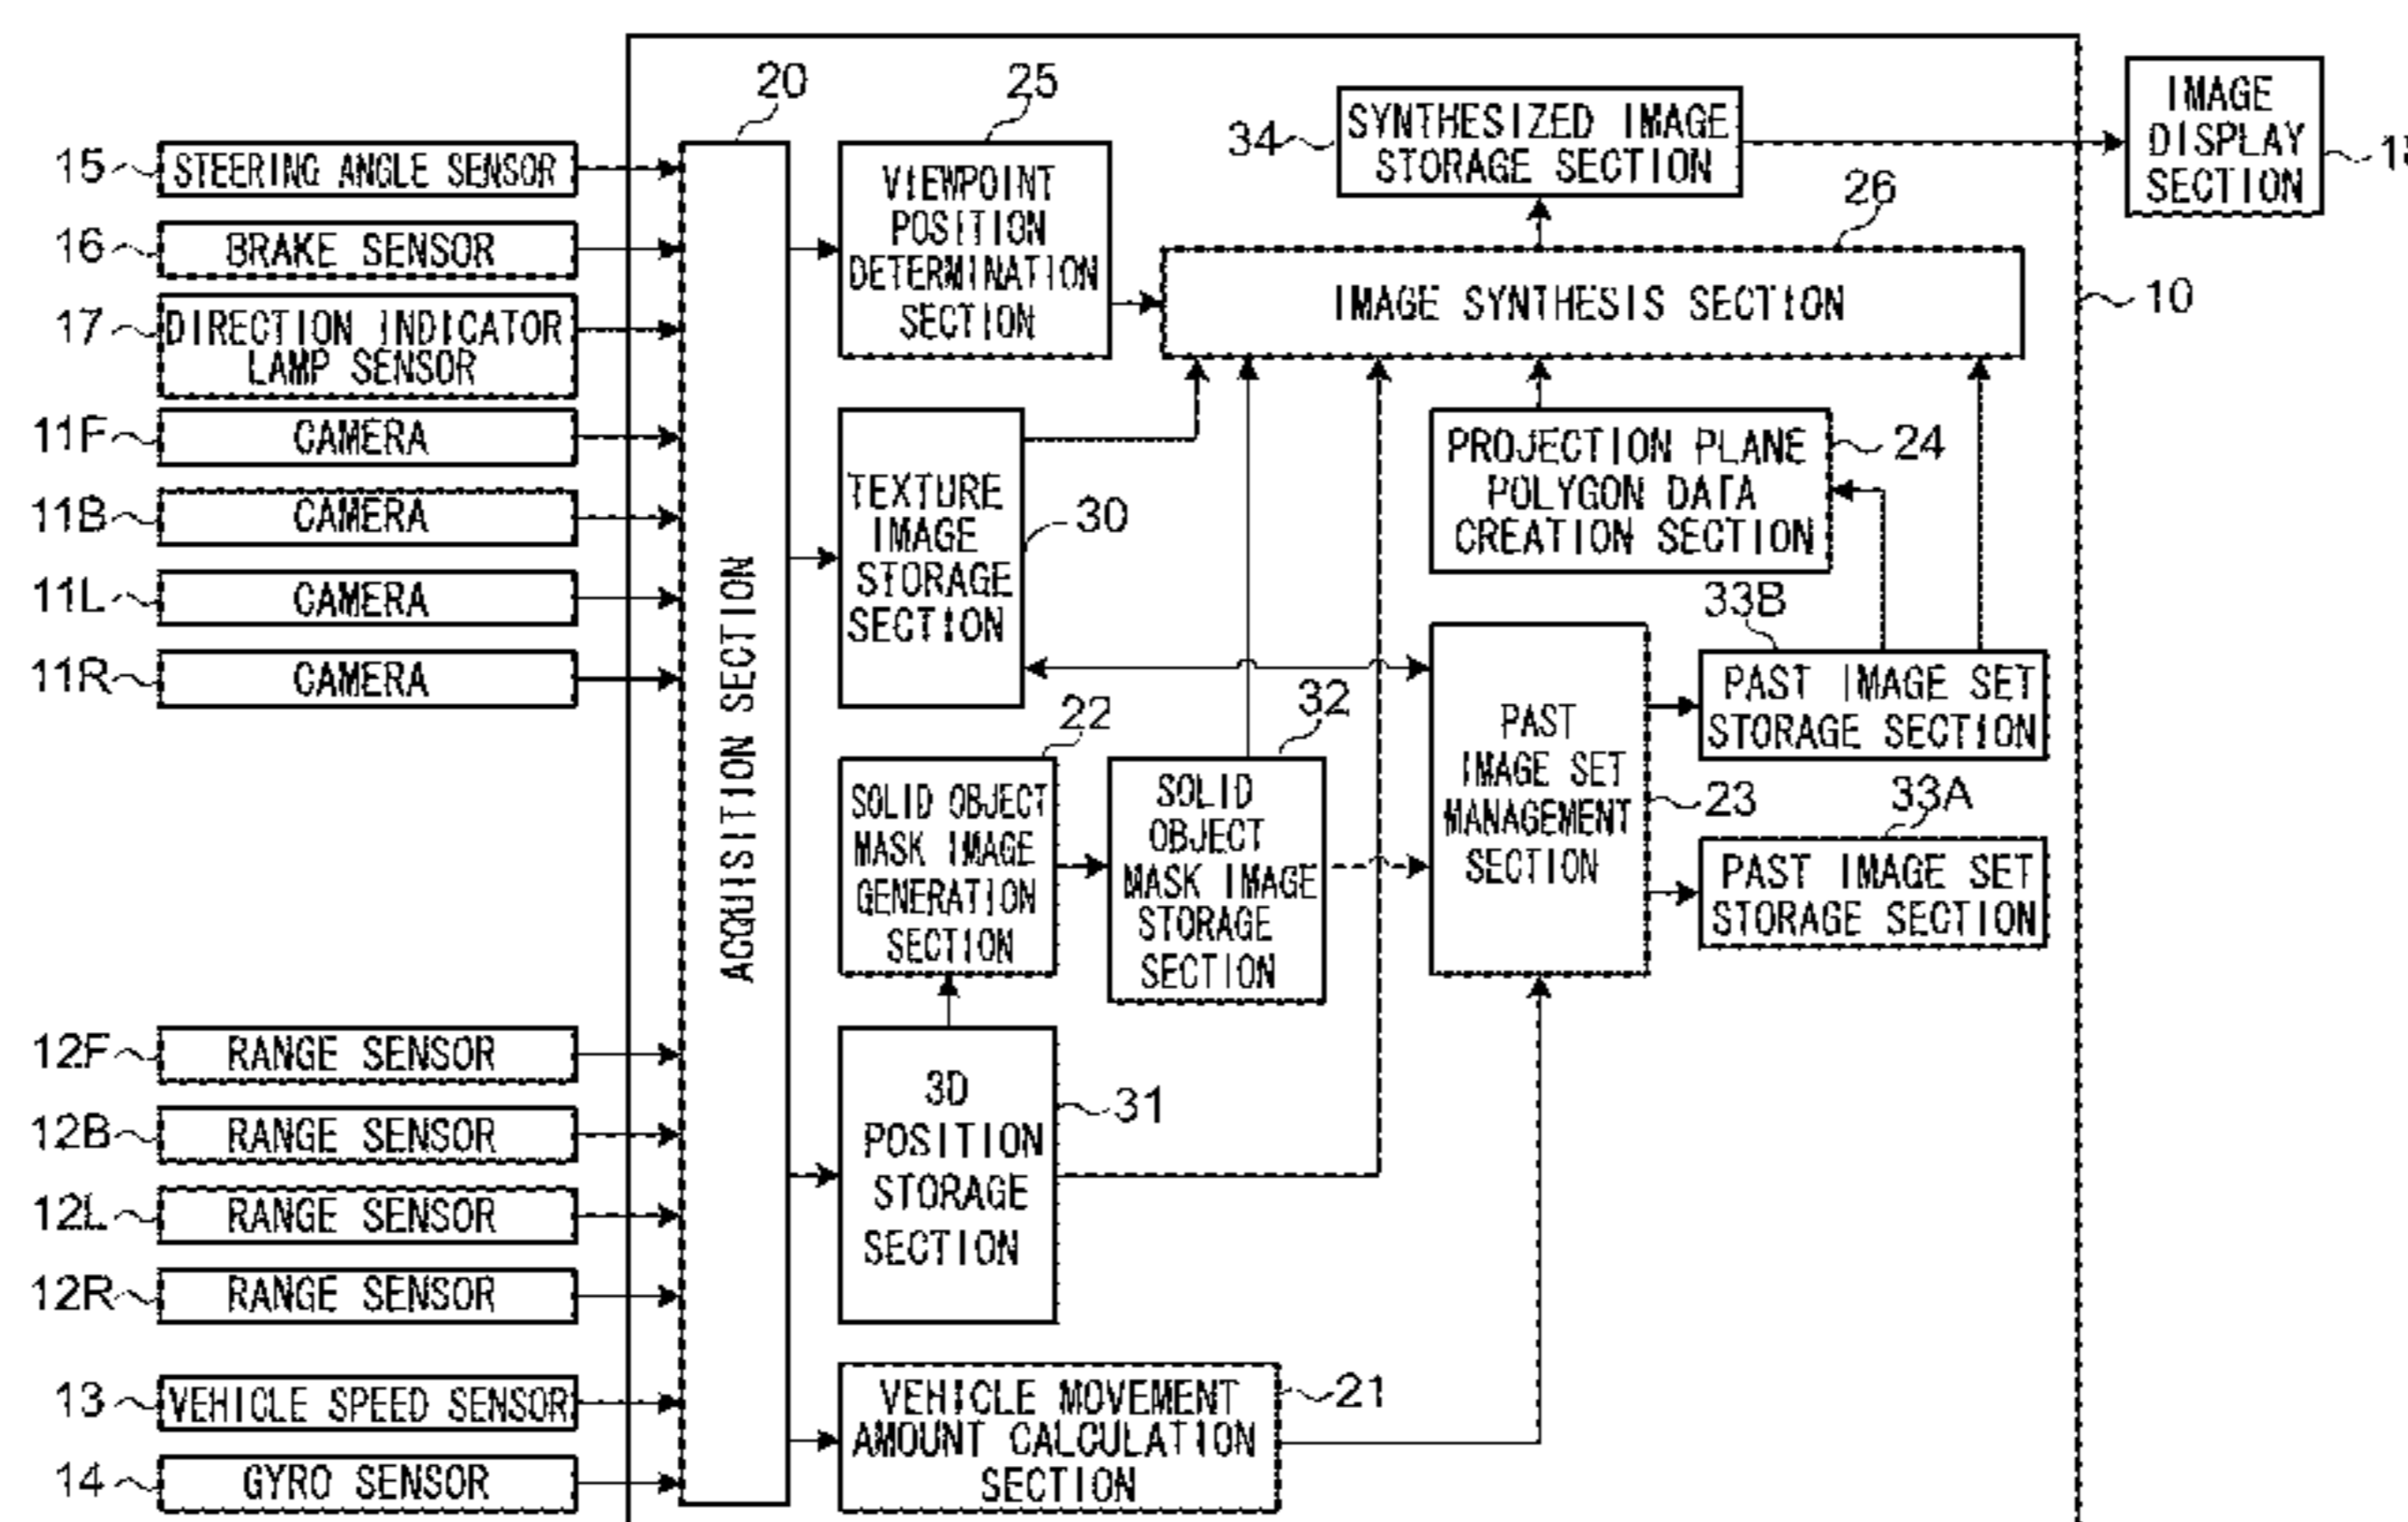 20
25
34
SYNTHESIZED IMAGE
STORAGE SECTION
26
IMAGE
DISPLAY
SECTION
10
15
STEERING ANGLE SENSOR
16
BRAKE SENSOR
17
DIRECTION INDICATOR
LAMP SENSOR
11F
CAMERA
11B
CAMERA
11L
CAMERA
11R
CAMERA
12F
RANGE SENSOR
12B
RANGE SENSOR
12L
RANGE SENSOR
12R
RANGE SENSOR
13
VEHICLE SPEED SENSOR
14
GYRO SENSOR
ACQUISITION SECTION
VIEWPOINT
POSITION
DETERMINATION
SECTION
IMAGE SYNTHESIS SECTION
TEXTURE
IMAGE
STORAGE
SECTION
30
PROJECTION PLANE
POLYGON DATA
CREATION SECTION
24
22
SOLID OBJECT
MASK IMAGE
GENERATION
SECTION
32
SOLID
OBJECT
MASK IMAGE
STORAGE
SECTION
PAST
IMAGE SET
MANAGEMENT
SECTION
23
33B
PAST IMAGE SET
STORAGE SECTION
33A
PAST IMAGE SET
STORAGE SECTION
3D
POSITION
STORAGE
SECTION
31
VEHICLE MOVEMENT
AMOUNT CALCULATION
SECTION
21